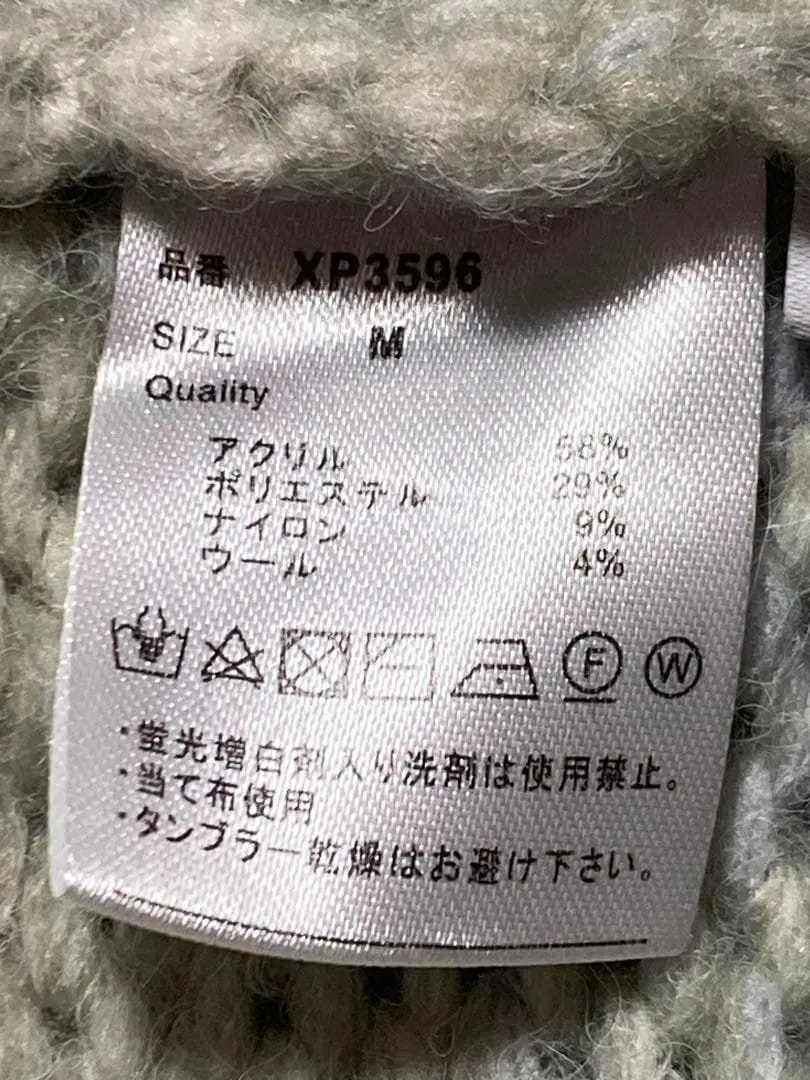 品番 XP3596
SIZE M
Quality
アクリル 58%
ポリエステル 29%
ナイロン 9%
ウール 4%
F W
・蛍光増白剤入り洗剤は使用禁止。
・当て布使用
・タンブラー乾燥はお避け下さい。